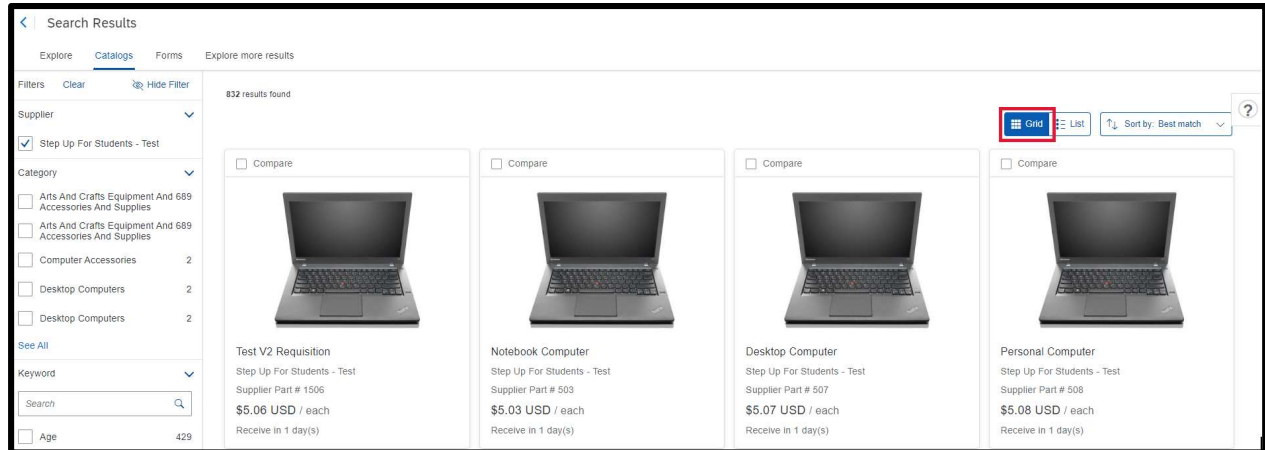 Search Results
Explore Catalogs Forms Explore more results
Filters Clear Hide Filter
832 results found
Supplier
Step Up For Students - Test
Category
Arts And Crafts Equipment And 689
Accessories And Supplies
Arts And Crafts Equipment And 689
Accessories And Supplies
Computer Accessories 2
Desktop Computers 2
Desktop Computers 2
See All
Keyword
Search
Age 429
Grid List Sort by: Best match
?
Compare
Test V2 Requisition
Step Up For Students - Test
Supplier Part # 1506
$5.06 USD / each
Receive in 1 day(s)
Compare
Notebook Computer
Step Up For Students - Test
Supplier Part # 503
$5.03 USD / each
Receive in 1 day(s)
Compare
Desktop Computer
Step Up For Students - Test
Supplier Part # 507
$5.07 USD / each
Receive in 1 day(s)
Compare
Personal Computer
Step Up For Students - Test
Supplier Part # 508
$5.08 USD / each
Receive in 1 day(s)